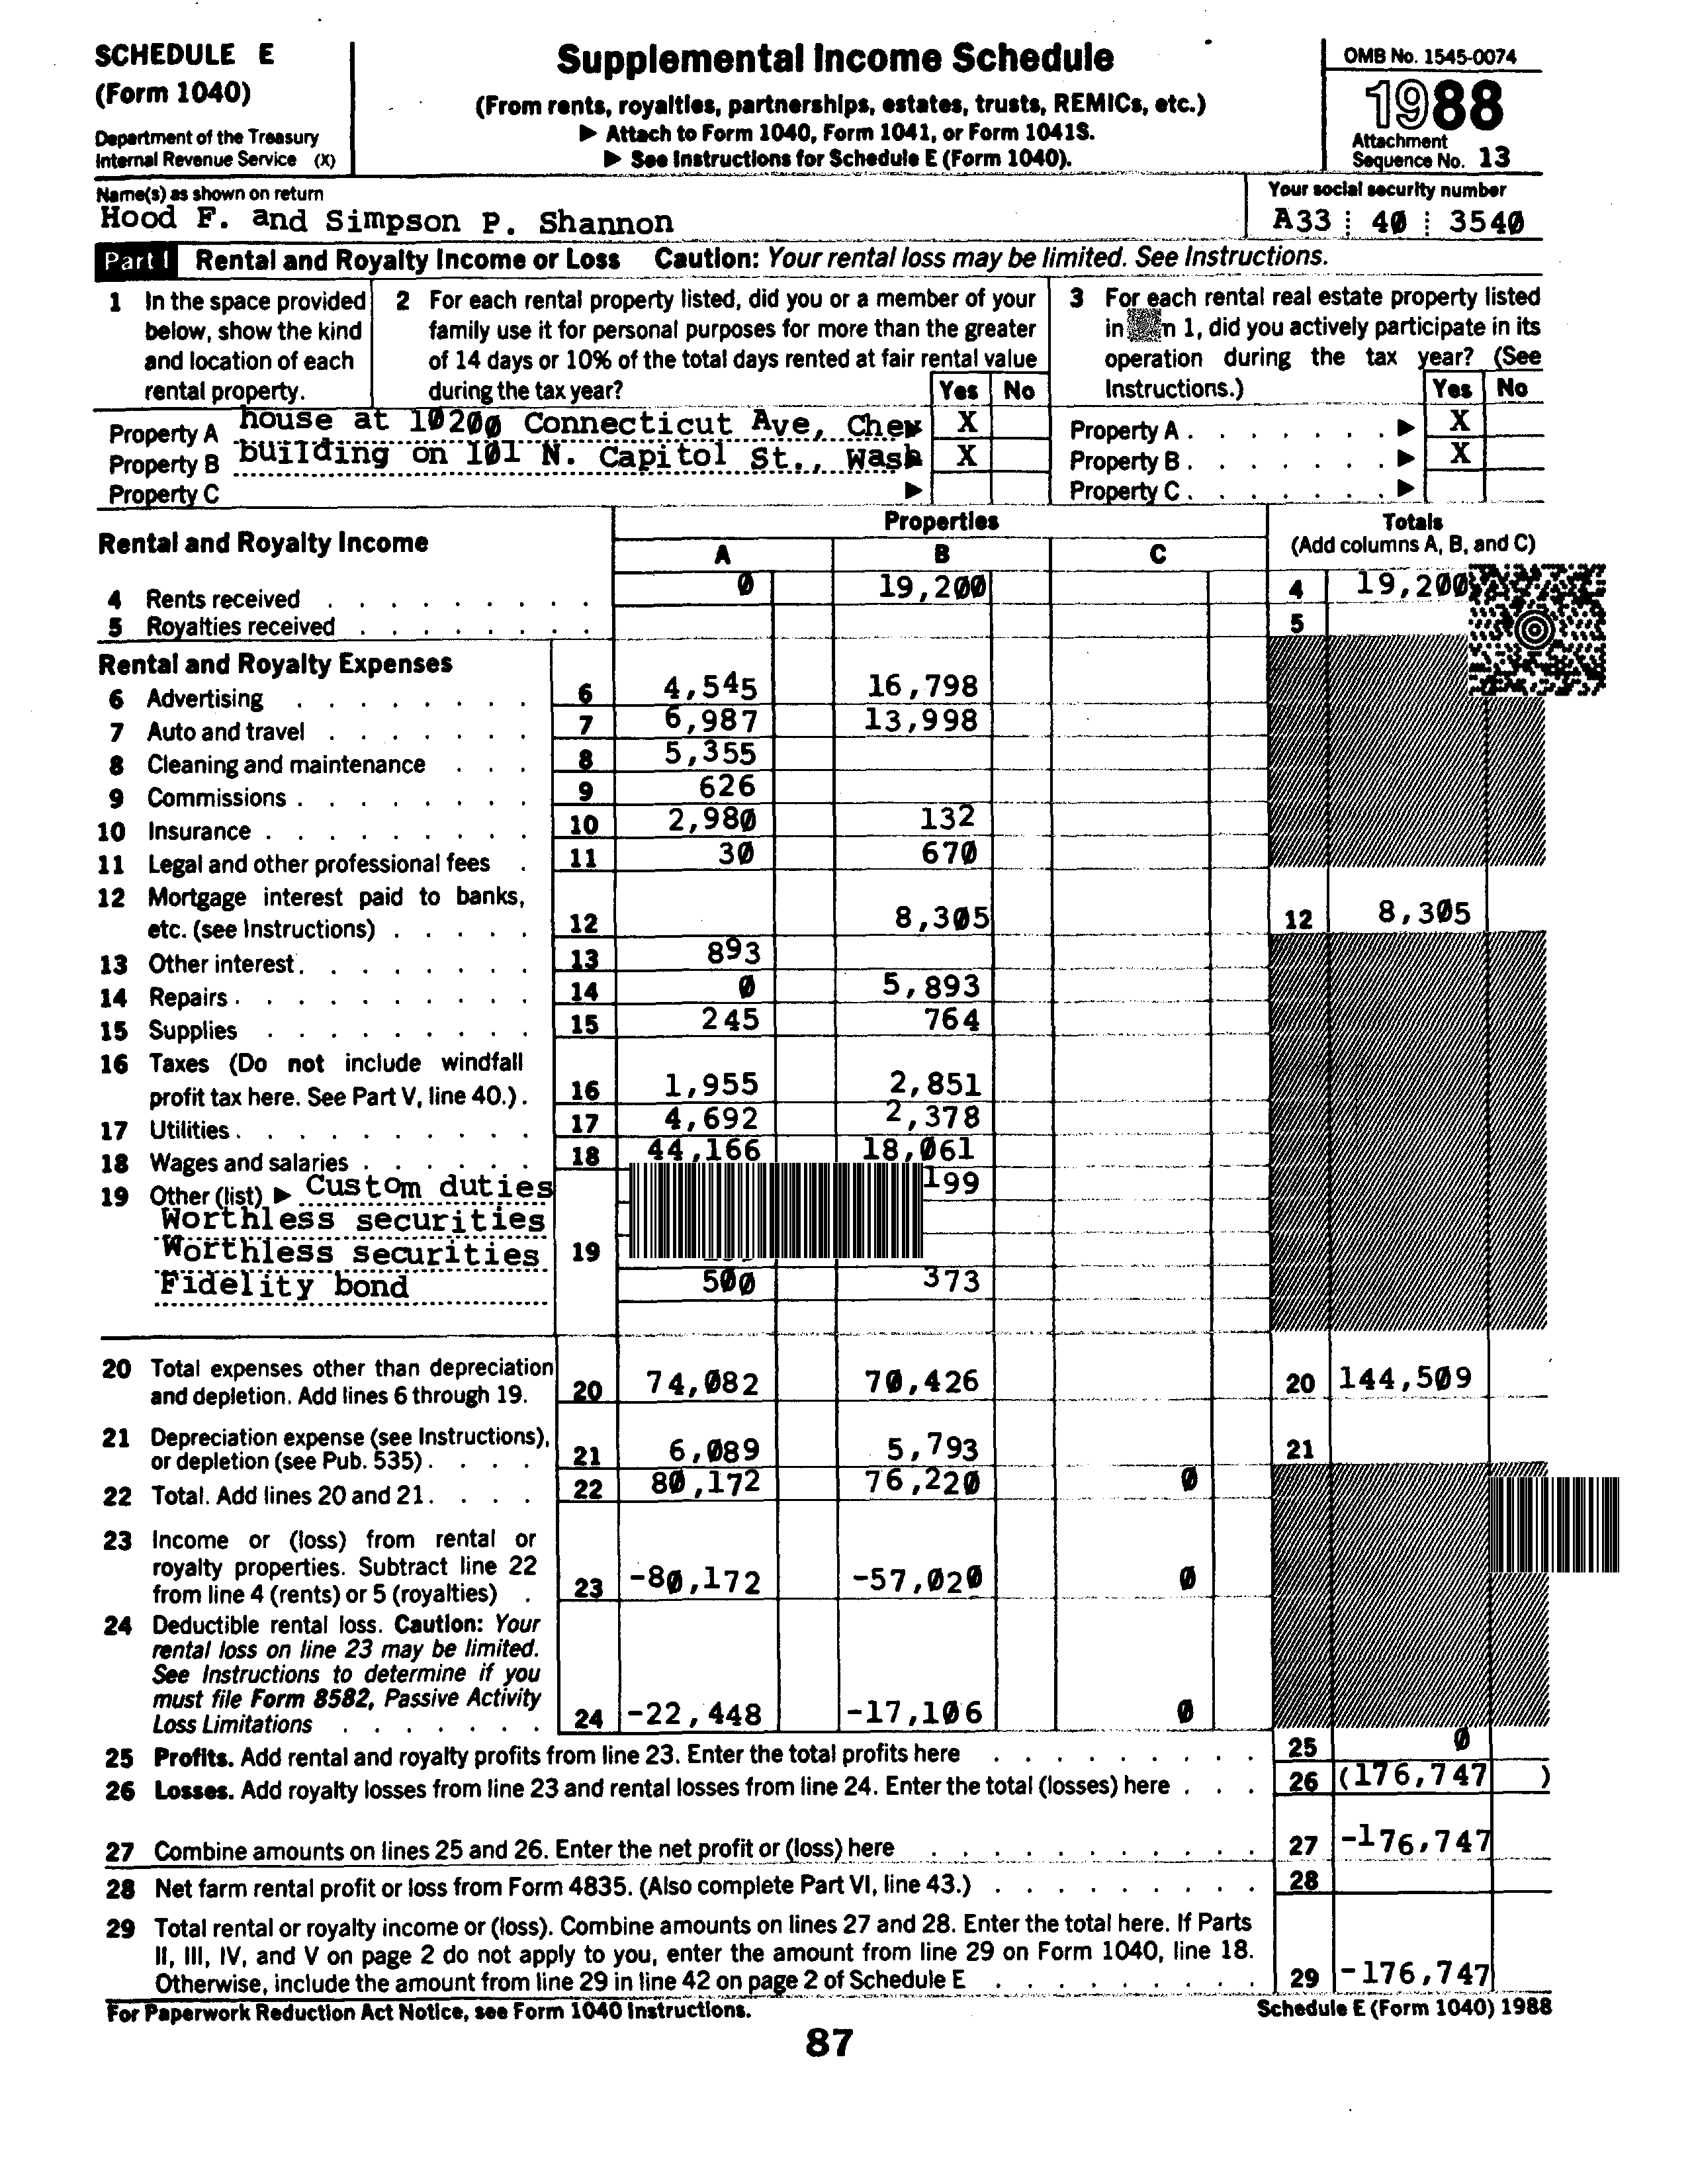 SCHEDULE E
(Form 1040)
Department of the Treasury
Internal Revenue Service (X)
Supplemental Income Schedule
(From rents, royalties, partnerships, estates, trusts, REMICs, etc.)
▶ Attach to Form 1040, Form 1041, or Form 1041S.
▶ See Instructions for Schedule E (Form 1040).
OMB No. 1545-0074
1988
Attachment
Sequence No. 13
Name(s) as shown on return
Hood F. and Simpson P. Shannon
Your social security number
A33 40 3540
Part I Rental and Royalty Income or Loss Caution: Your rental loss may be limited. See Instructions.
1 In the space provided
below, show the kind
and location of each
rental property.
2 For each rental property listed, did you or a member of your
family use it for personal purposes for more than the greater
of 14 days or 10% of the total days rented at fair rental value
during the tax year?
Yes No
3 For each rental real estate property listed
in n 1, did you actively participate in its
operation during the tax year? (See
Instructions.)
Yes No
Property A house at 10200 Connecticut Ave, Chev X
Property B building on 101 N. Capitol St., Wash X
Property C ▶
Property A . . . . . . . ▶ X
Property B . . . . . . . ▶ X
Property C . . . . . . . ▶
Rental and Royalty Income
Properties
A B C
Totals
(Add columns A, B, and C)
4 Rents received . . . . . . . . . 0 19,200 4 19,200
5 Royalties received . . . . . . . . 5
Rental and Royalty Expenses
6 Advertising . . . . . . . . 6 4,545 16,798
7 Auto and travel . . . . . . . 7 6,987 13,998
8 Cleaning and maintenance . . . 8 5,355
9 Commissions . . . . . . . . 9 626
10 Insurance . . . . . . . . . 10 2,980 132
11 Legal and other professional fees . 11 30 670
12 Mortgage interest paid to banks,
etc. (see Instructions) . . . . . 12 8,305 12 8,305
13 Other interest . . . . . . . . 13 893
14 Repairs . . . . . . . . . . 14 0 5,893
15 Supplies . . . . . . . . . 15 245 764
16 Taxes (Do not include windfall
profit tax here. See Part V, line 40.) . 16 1,955 2,851
17 Utilities . . . . . . . . . . 17 4,692 2,378
18 Wages and salaries . . . . . . 18 44,166 18,061
19 Other (list) ▶ Custom duties 199
Worthless securities
Worthless securities 19
Fidelity bond 500 373
20 Total expenses other than depreciation
and depletion. Add lines 6 through 19. 20 74,082 70,426 20 144,509
21 Depreciation expense (see Instructions),
or depletion (see Pub. 535) . . . . 21 6,089 5,793 21
22 Total. Add lines 20 and 21 . . . . 22 80,172 76,220 0
23 Income or (loss) from rental or
royalty properties. Subtract line 22
from line 4 (rents) or 5 (royalties) . 23 -80,172 -57,020 0
24 Deductible rental loss. Caution: Your
rental loss on line 23 may be limited.
See Instructions to determine if you
must file Form 8582, Passive Activity
Loss Limitations . . . . . . . 24 -22,448 -17,106 0
25 Profits. Add rental and royalty profits from line 23. Enter the total profits here . . . . . . . . . 25 0
26 Losses. Add royalty losses from line 23 and rental losses from line 24. Enter the total (losses) here . . . 26 (176,747 )
27 Combine amounts on lines 25 and 26. Enter the net profit or (loss) here . . . . . . . . . . . 27 -176,747
28 Net farm rental profit or loss from Form 4835. (Also complete Part VI, line 43.) . . . . . . . . . 28
29 Total rental or royalty income or (loss). Combine amounts on lines 27 and 28. Enter the total here. If Parts
II, III, IV, and V on page 2 do not apply to you, enter the amount from line 29 on Form 1040, line 18.
Otherwise, include the amount from line 29 in line 42 on page 2 of Schedule E . . . . . . . . . 29 -176,747
For Paperwork Reduction Act Notice, see Form 1040 Instructions.
Schedule E (Form 1040) 1988
87